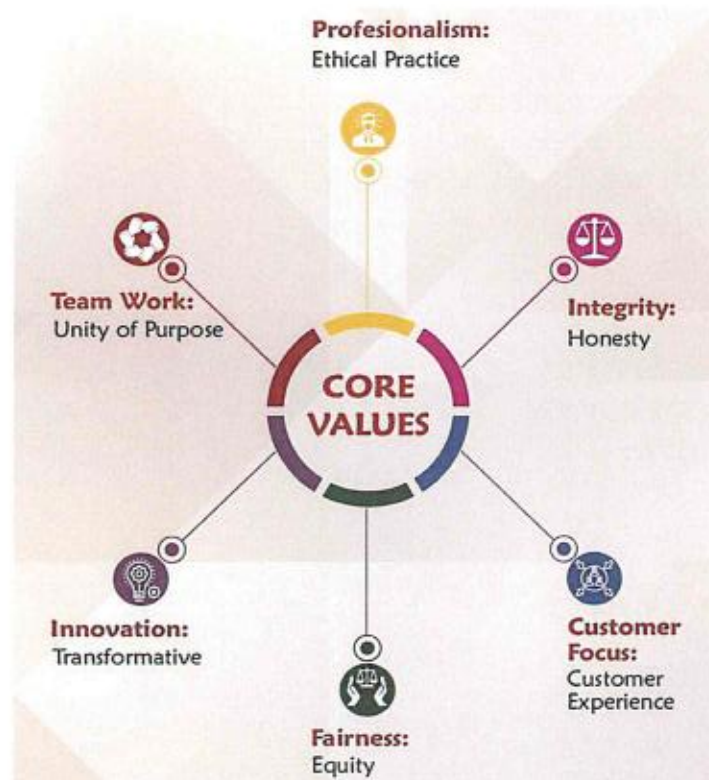 Profesionalism:
Ethical Practice
Team Work:
Unity of Purpose
Integrity:
Honesty
CORE
VALUES
Innovation:
Transformative
Customer
Focus:
Customer
Experience
Fairness:
Equity